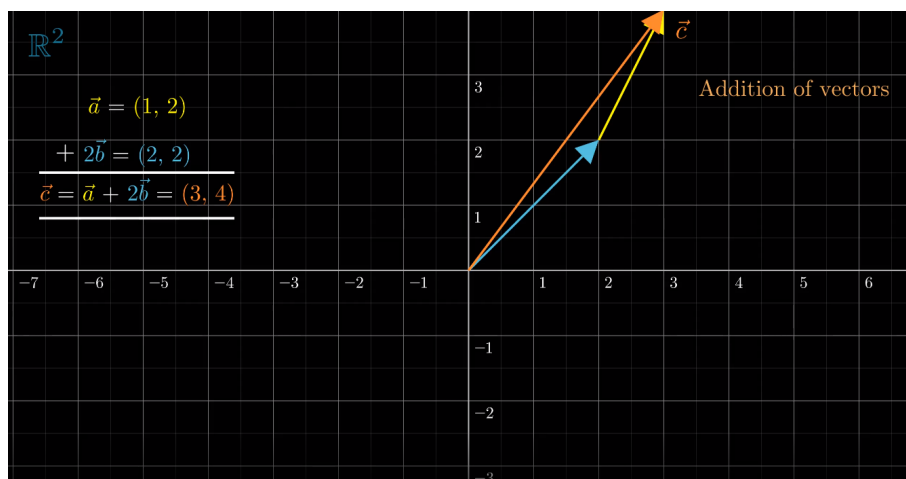 ℝ²
a⃗ = (1, 2)
+ 2b⃗ = (2, 2)
c⃗ = a⃗ + 2b⃗ = (3, 4)
c⃗
Addition of vectors
3
2
1
−7 −6 −5 −4 −3 −2 −1 1 2 3 4 5 6
−1
−2
−3